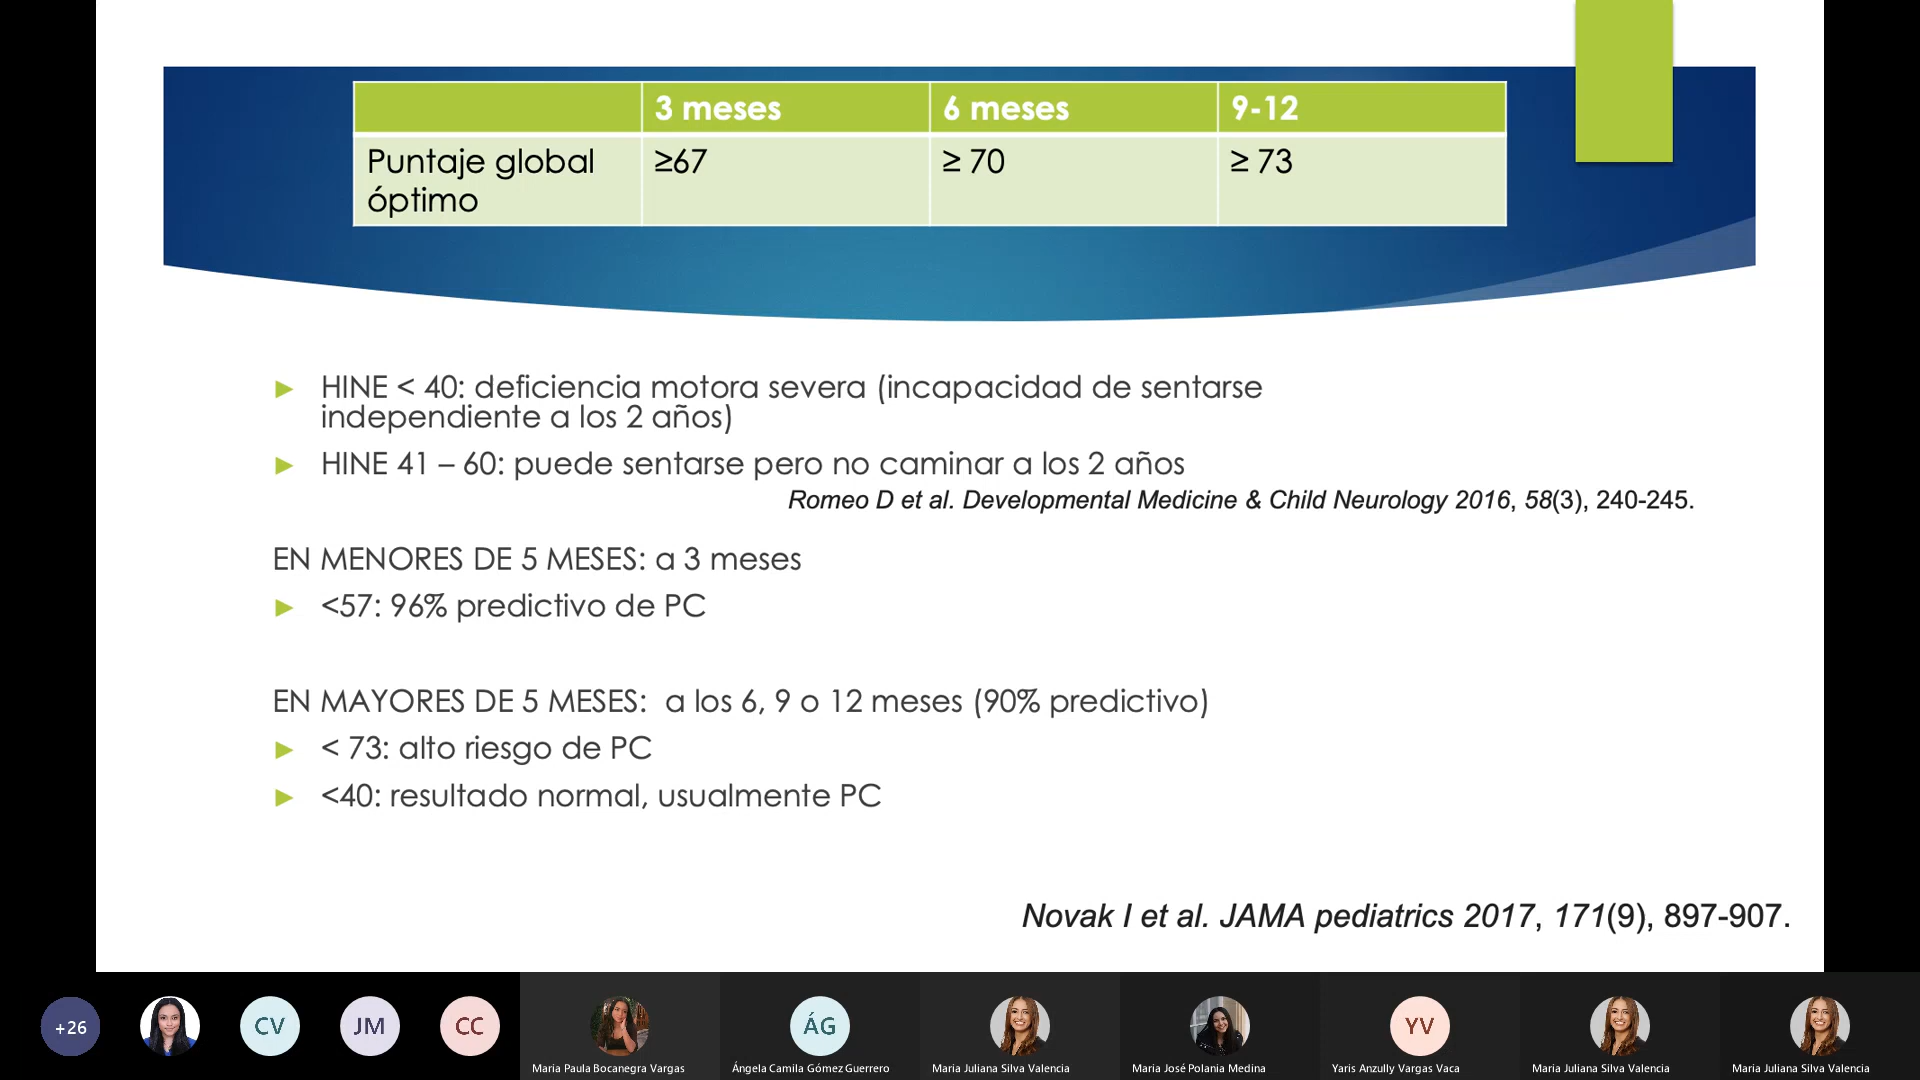 3 meses 6 meses 9-12
Puntaje global
óptimo
≥67 ≥ 70 ≥ 73
► HINE < 40: deficiencia motora severa (incapacidad de sentarse
independiente a los 2 años)
► HINE 41 – 60: puede sentarse pero no caminar a los 2 años
Romeo D et al. Developmental Medicine & Child Neurology 2016, 58(3), 240-245.
EN MENORES DE 5 MESES: a 3 meses
► <57: 96% predictivo de PC
EN MAYORES DE 5 MESES:  a los 6, 9 o 12 meses (90% predictivo)
► < 73: alto riesgo de PC
► <40: resultado normal, usualmente PC
Novak I et al. JAMA pediatrics 2017, 171(9), 897-907.
+26 CV JM CC ÁG YV
Maria Paula Bocanegra Vargas Ángela Camila Gómez Guerrero Maria Juliana Silva Valencia Maria José Polania Medina Yaris Anzully Vargas Vaca Maria Juliana Silva Valencia Maria Juliana Silva Valencia